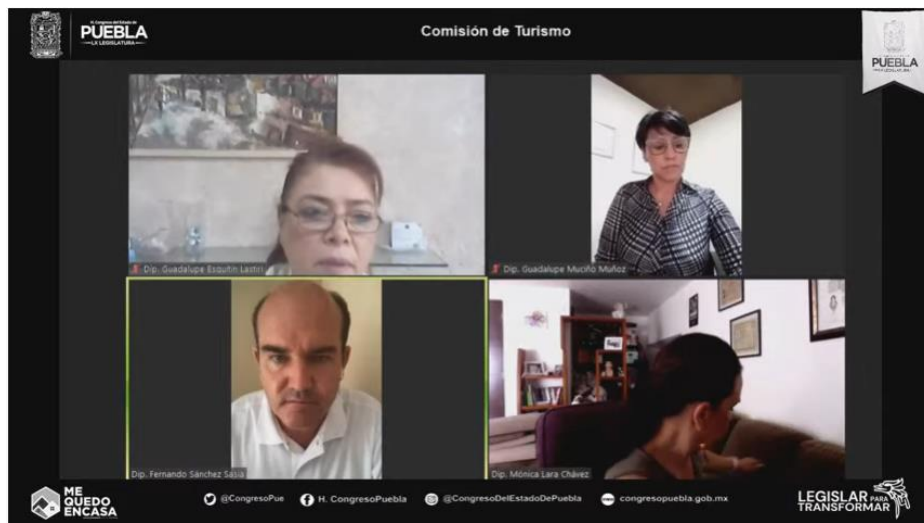 H. Congreso del Estado de
PUEBLA
LX LEGISLATURA
Comisión de Turismo
PUEBLA
LX LEGISLATURA
Dip. Guadalupe Esquitín Lastiri
Dip. Guadalupe Muciño Muñoz
Dip. Fernando Sánchez Sasia
Dip. Mónica Lara Chávez
ME
QUEDO
ENCASA
@CongresoPue
H. CongresoPuebla
@CongresoDelEstadoDePuebla
congresopuebla.gob.mx
LEGISLAR PARA
TRANSFORMAR